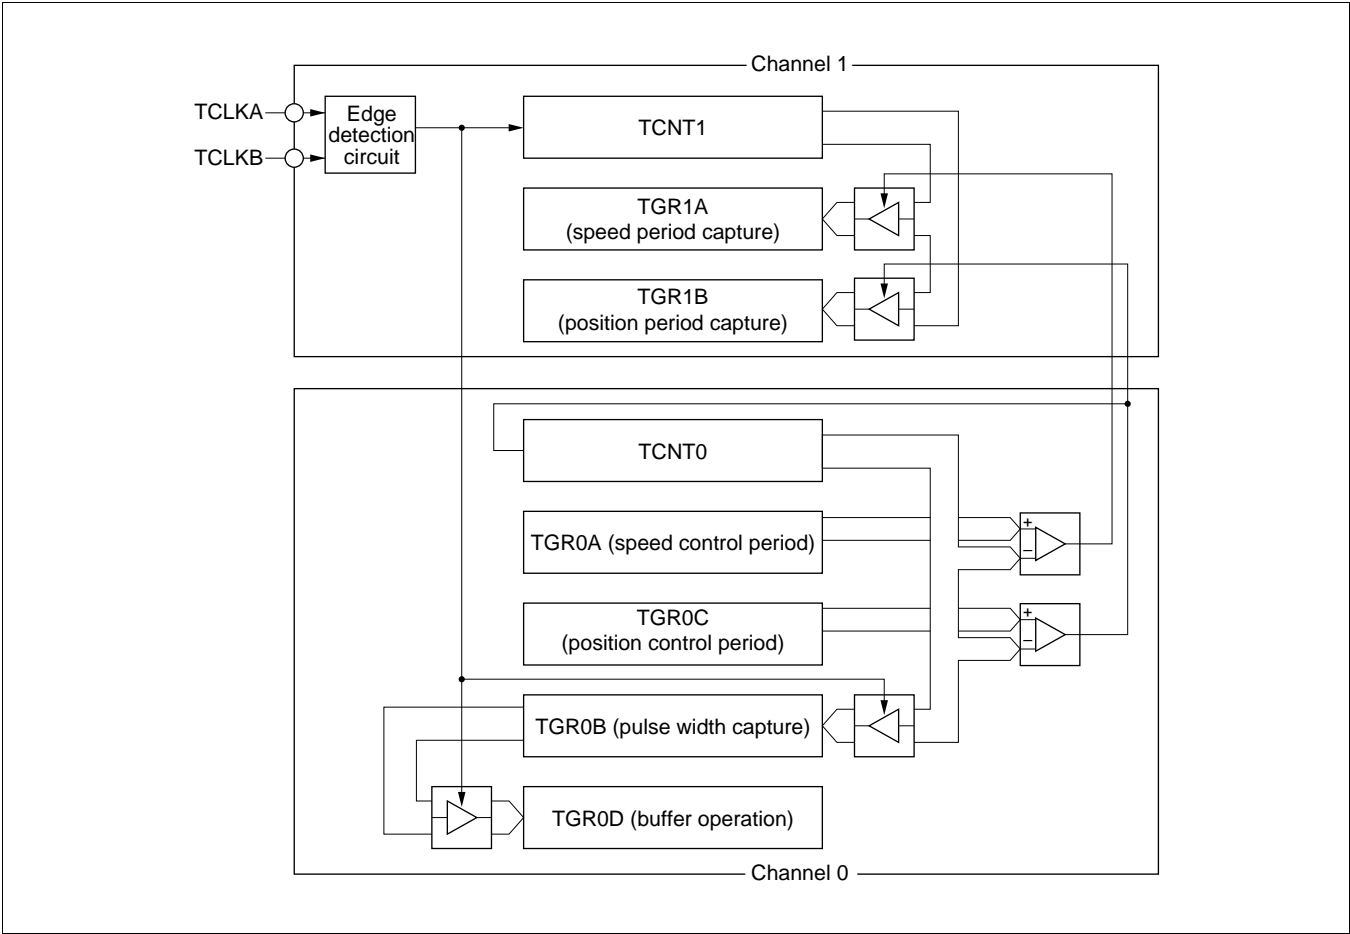 Channel 1
TCLKA
TCLKB
Edge
detection
circuit
TCNT1
TGR1A
(speed period capture)
TGR1B
(position period capture)
TCNT0
TGR0A (speed control period)
+
−
TGR0C
(position control period)
+
−
TGR0B (pulse width capture)
TGR0D (buffer operation)
Channel 0